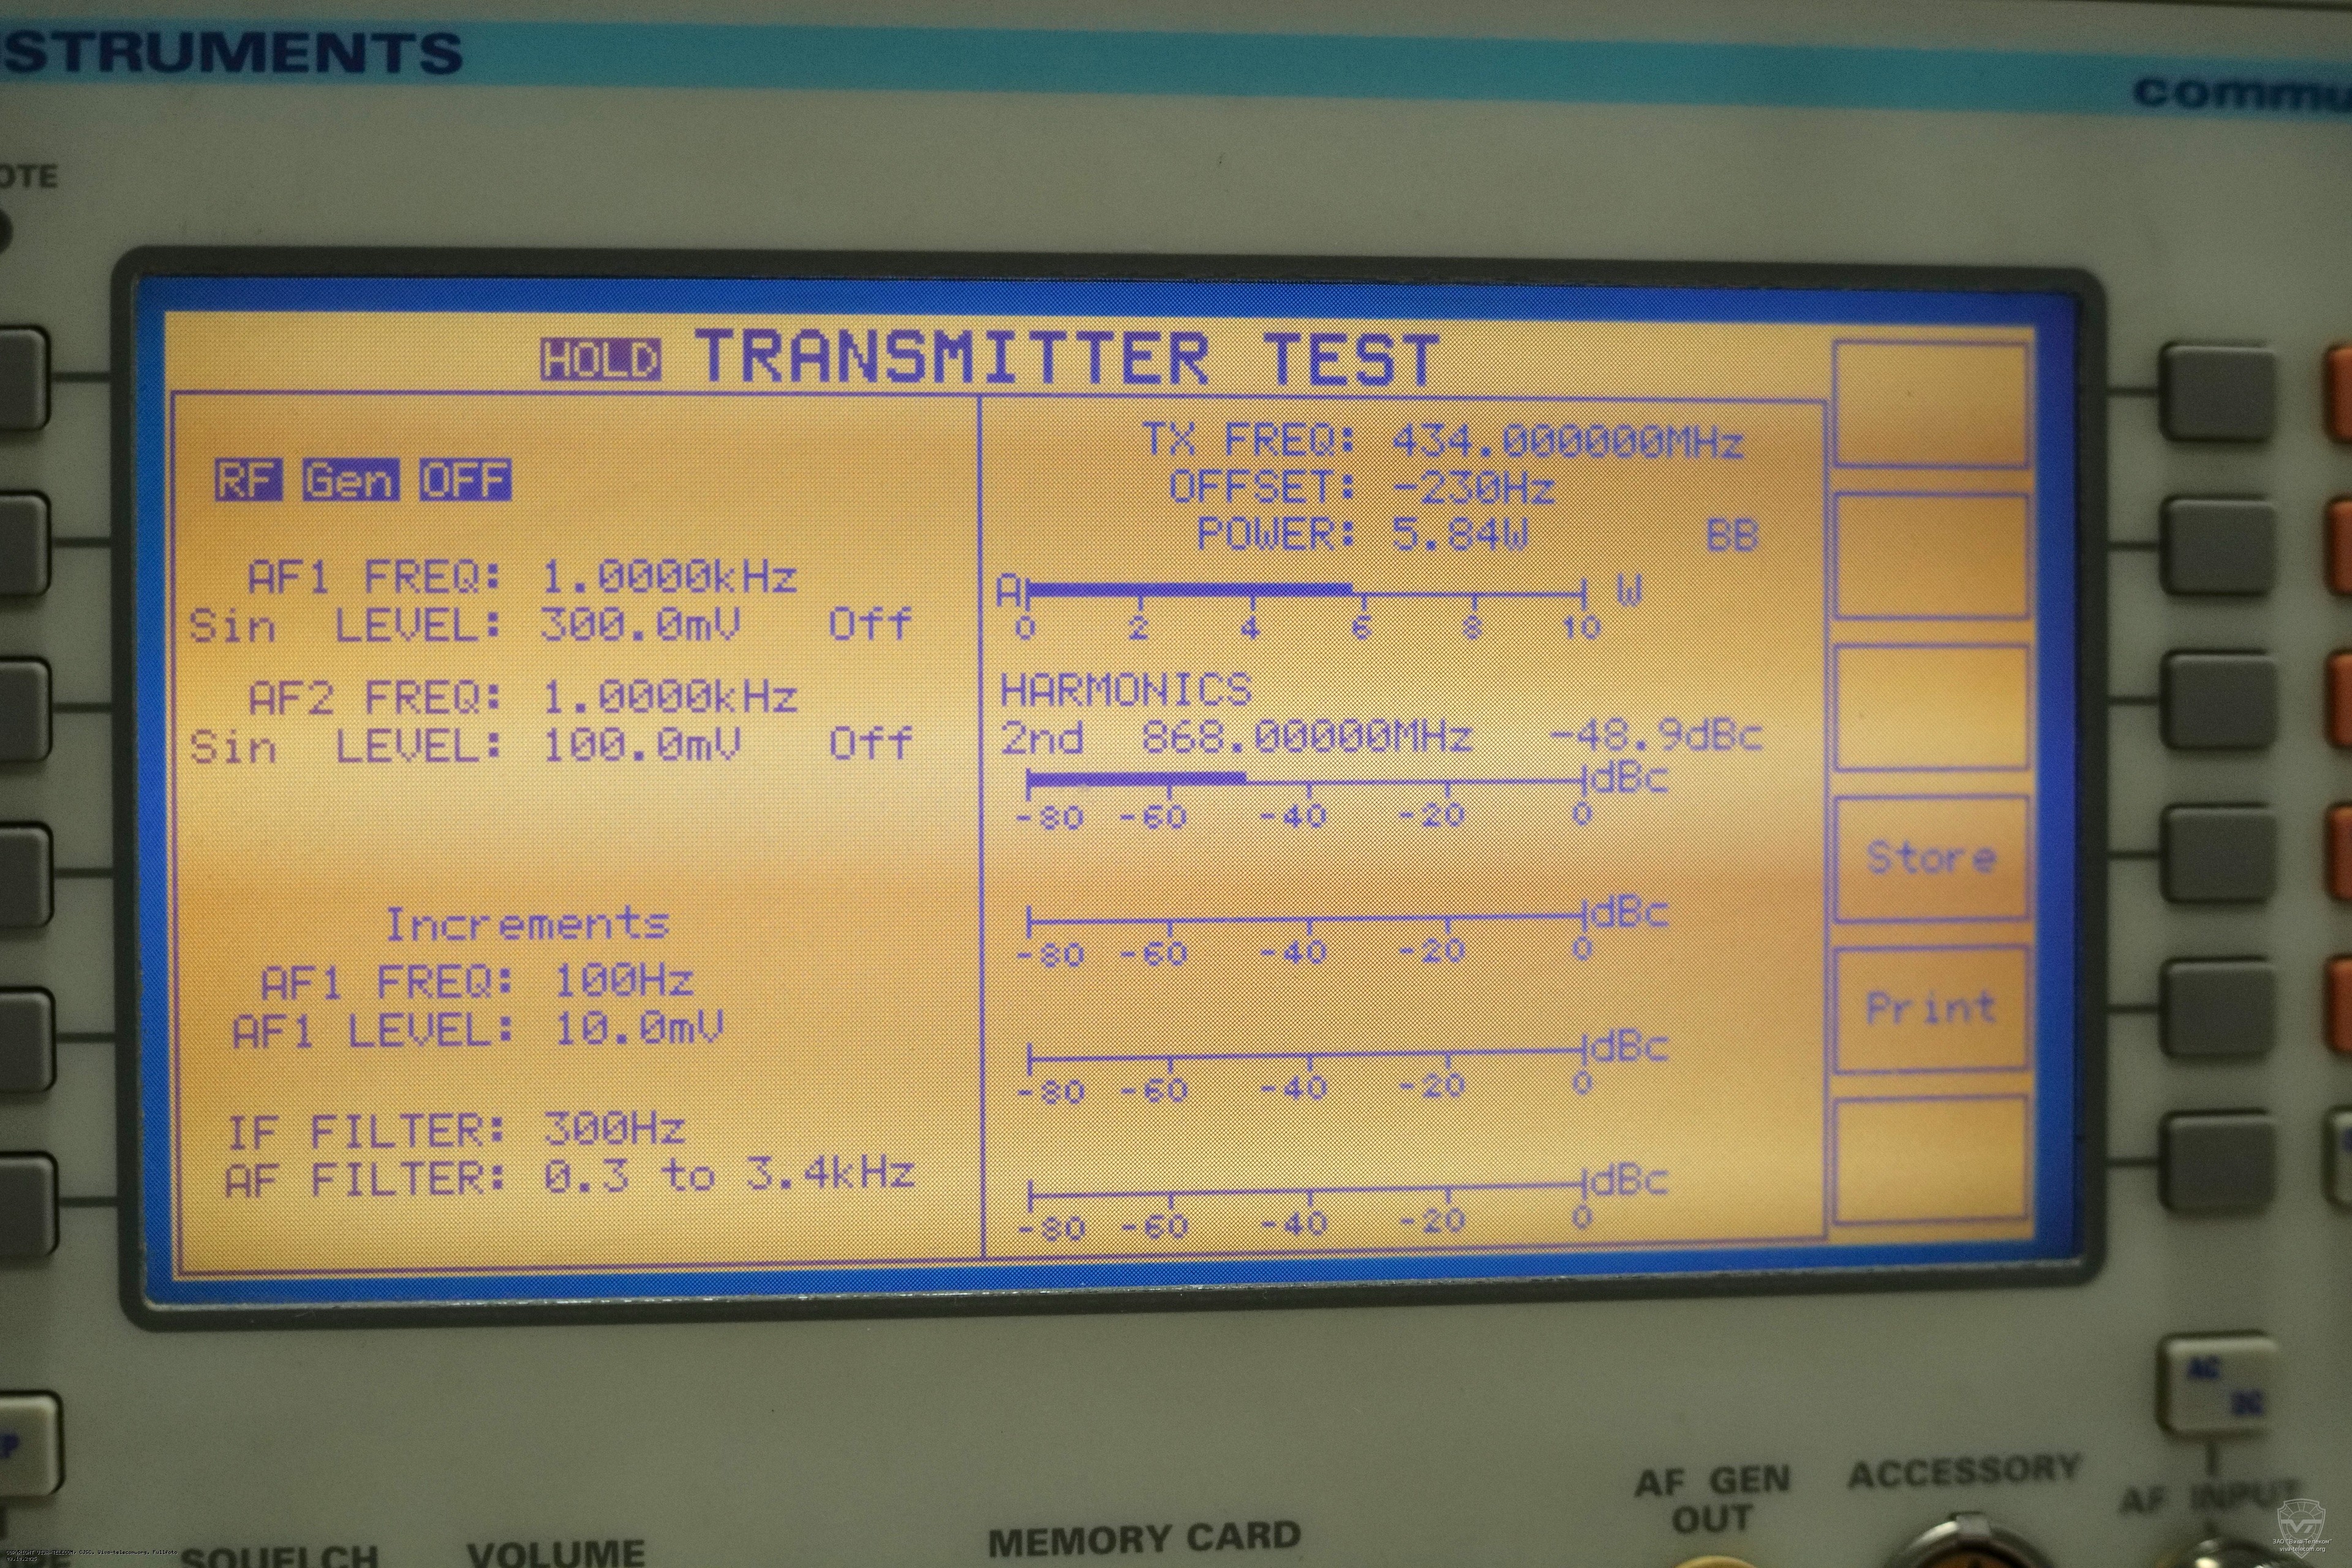 STRUMENTS
commu
OTE
HOLD TRANSMITTER TEST
RF Gen OFF
AF1 FREQ: 1.0000kHz
Sin LEVEL: 300.0mV Off
AF2 FREQ: 1.0000kHz
Sin LEVEL: 100.0mV Off
Increments
AF1 FREQ: 100Hz
AF1 LEVEL: 10.0mV
IF FILTER: 300Hz
AF FILTER: 0.3 to 3.4kHz
TX FREQ: 434.000000MHz
OFFSET: -230Hz
POWER: 5.84W BB
A W
0 2 4 6 8 10
HARMONICS
2nd 868.00000MHz -48.9dBc
dBc
-80 -60 -40 -20 0
dBc
-80 -60 -40 -20 0
dBc
-80 -60 -40 -20 0
dBc
-80 -60 -40 -20 0
Store
Print
AC
DC
EP
SQUELCH
VOLUME
MEMORY CARD
AF GEN
OUT
ACCESSORY
AF INPUT